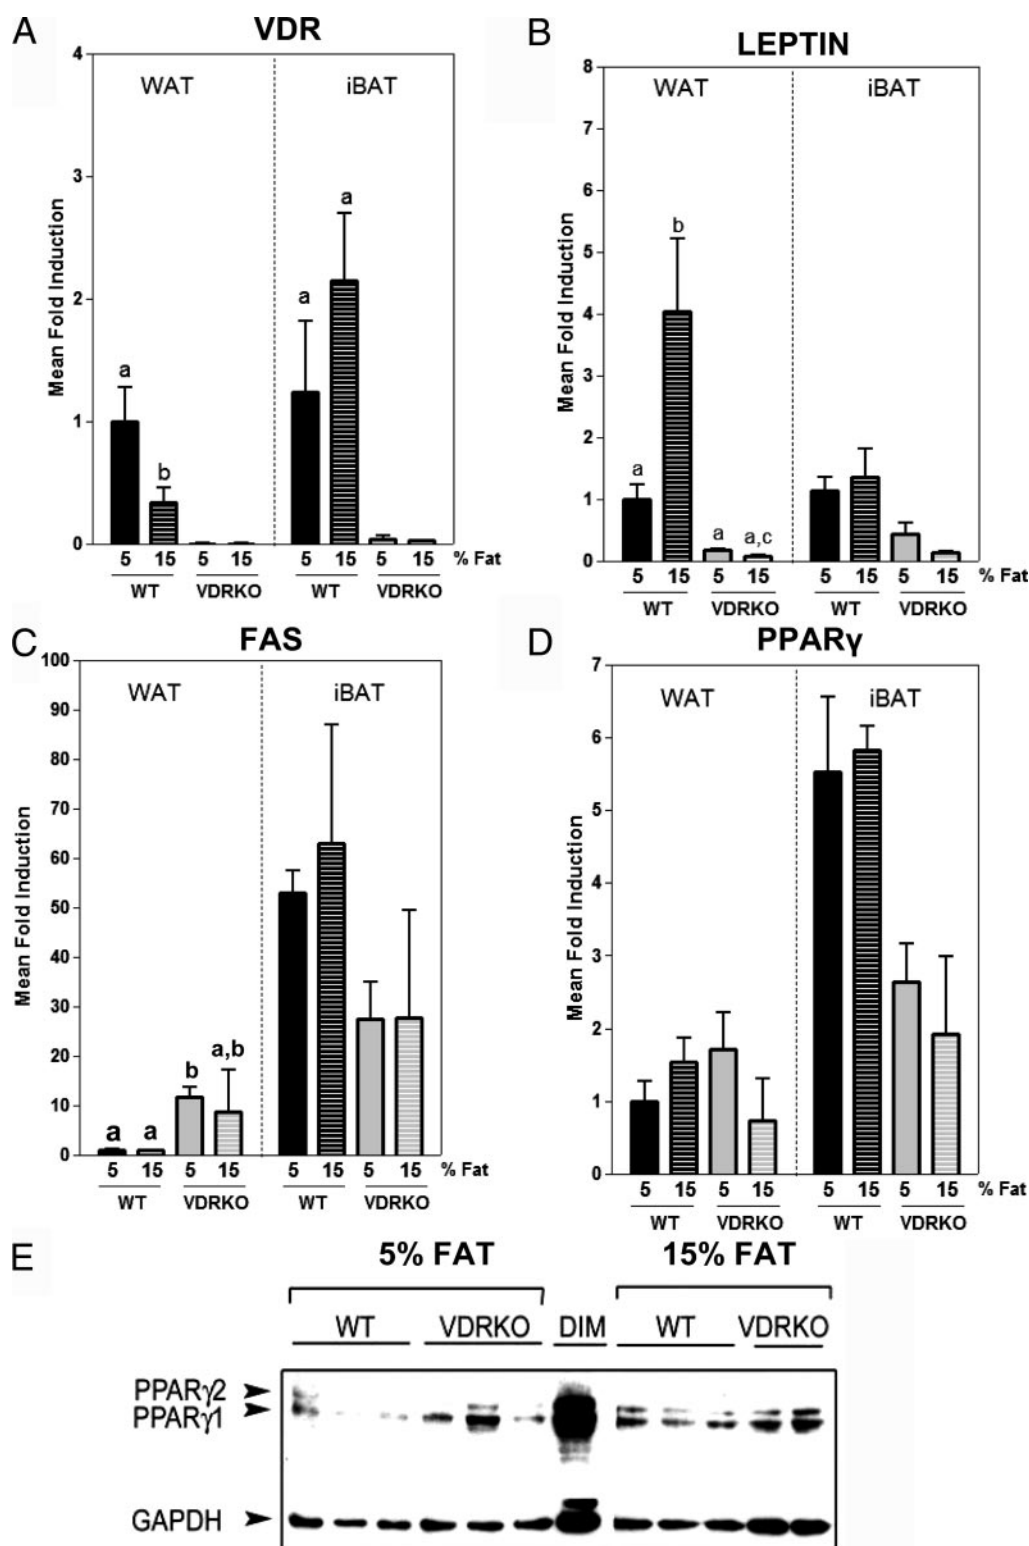 A
VDR
WAT
iBAT
Mean Fold Induction
4
3
2
1
0
a
b
a
a
5 15 5 15 5 15 5 15 % Fat
WT VDRKO WT VDRKO
B
LEPTIN
WAT
iBAT
Mean Fold Induction
8
7
6
5
4
3
2
1
0
a
b
a
a,c
5 15 5 15 5 15 5 15 % Fat
WT VDRKO WT VDRKO
C
FAS
WAT
iBAT
Mean Fold Induction
100
90
80
70
60
50
40
30
20
10
0
a
a
b
a,b
5 15 5 15 5 15 5 15 % Fat
WT VDRKO WT VDRKO
D
PPARγ
WAT
iBAT
Mean Fold Induction
7
6
5
4
3
2
1
0
5 15 5 15 5 15 5 15
WT VDRKO WT VDRKO
E
5% FAT 15% FAT
WT VDRKO DIM WT VDRKO
PPARγ2
PPARγ1
GAPDH